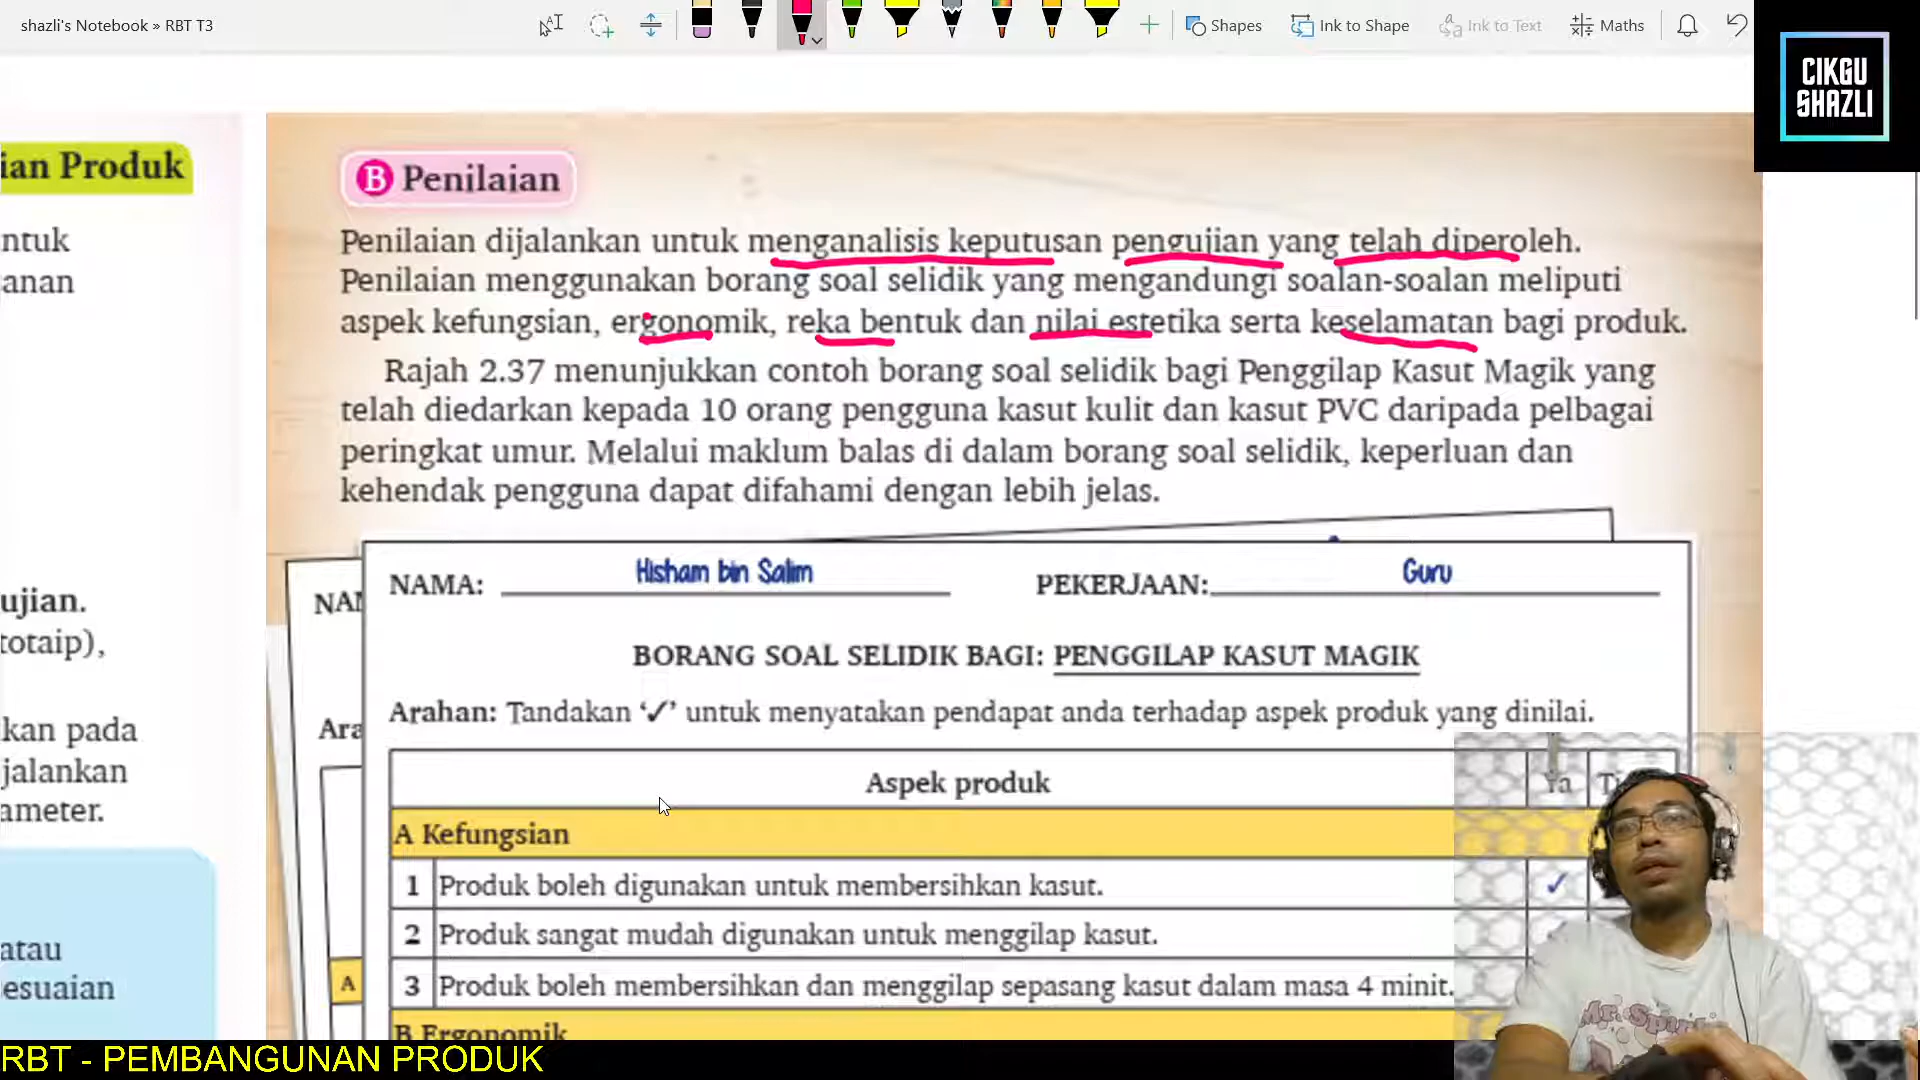 shazli's Notebook » RBT T3
Shapes
Ink to Shape
Ink to Text
Maths
CIKGU
SHAZLI
ian Produk
ntuk
anan
ujian.
totaip),
kan pada
jalankan
ameter.
atau
esuaian
B Penilaian
Penilaian dijalankan untuk menganalisis keputusan pengujian yang telah diperoleh.
Penilaian menggunakan borang soal selidik yang mengandungi soalan-soalan meliputi
aspek kefungsian, ergonomik, reka bentuk dan nilai estetika serta keselamatan bagi produk.
Rajah 2.37 menunjukkan contoh borang soal selidik bagi Penggilap Kasut Magik yang
telah diedarkan kepada 10 orang pengguna kasut kulit dan kasut PVC daripada pelbagai
peringkat umur. Melalui maklum balas di dalam borang soal selidik, keperluan dan
kehendak pengguna dapat difahami dengan lebih jelas.
NAM
Ara
A
NAMA: Hisham bin Salim PEKERJAAN: Guru
BORANG SOAL SELIDIK BAGI: PENGGILAP KASUT MAGIK
Arahan: Tandakan ‘✓’ untuk menyatakan pendapat anda terhadap aspek produk yang dinilai.
Aspek produk Ya
A Kefungsian
1 Produk boleh digunakan untuk membersihkan kasut. ✓
2 Produk sangat mudah digunakan untuk menggilap kasut.
3 Produk boleh membersihkan dan menggilap sepasang kasut dalam masa 4 minit.
B Ergonomik
RBT - PEMBANGUNAN PRODUK